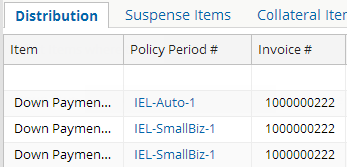 Distribution Suspense Items Collateral Iter
Item Policy Period # Invoice #
Down Paymen... IEL-Auto-1 1000000222
Down Paymen... IEL-SmallBiz-1 1000000222
Down Paymen... IEL-SmallBiz-1 1000000222